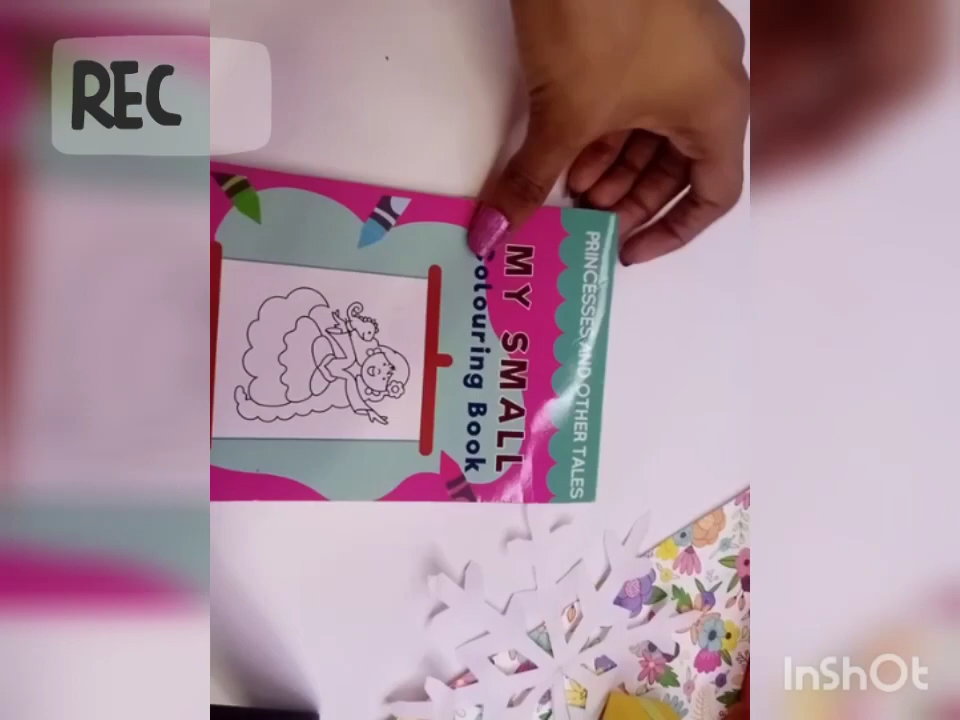 REC
PRINCESSES AND OTHER TALES
MY SMALL
Colouring Book
InShOt